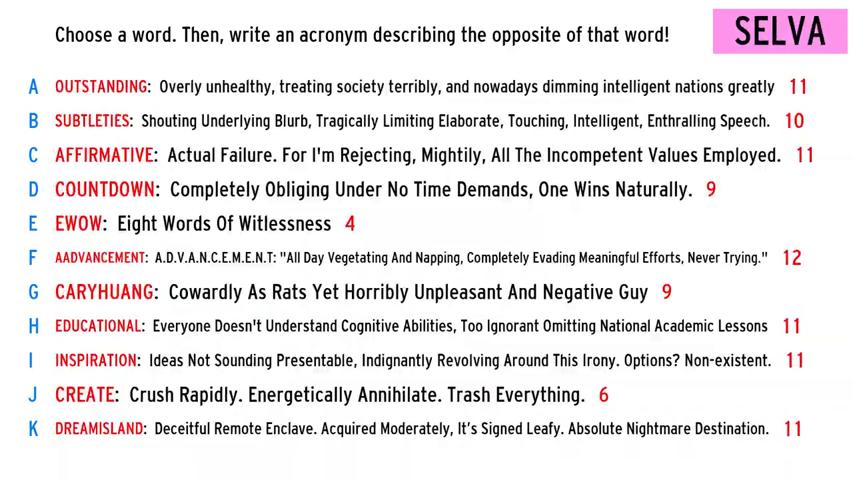 Choose a word. Then, write an acronym describing the opposite of that word!
SELVA
A OUTSTANDING: Overly unhealthy, treating society terribly, and nowadays dimming intelligent nations greatly 11
B SUBTLETIES: Shouting Underlying Blurb, Tragically Limiting Elaborate, Touching, Intelligent, Enthralling Speech. 10
C AFFIRMATIVE: Actual Failure. For I'm Rejecting, Mightily, All The Incompetent Values Employed. 11
D COUNTDOWN: Completely Obliging Under No Time Demands, One Wins Naturally. 9
E EWOW: Eight Words Of Witlessness 4
F AADVANCEMENT: A.D.V.A.N.C.E.M.E.N.T: "All Day Vegetating And Napping, Completely Evading Meaningful Efforts, Never Trying." 12
G CARYHUANG: Cowardly As Rats Yet Horribly Unpleasant And Negative Guy 9
H EDUCATIONAL: Everyone Doesn't Understand Cognitive Abilities, Too Ignorant Omitting National Academic Lessons 11
I INSPIRATION: Ideas Not Sounding Presentable, Indignantly Revolving Around This Irony. Options? Non-existent. 11
J CREATE: Crush Rapidly. Energetically Annihilate. Trash Everything. 6
K DREAMISLAND: Deceitful Remote Enclave. Acquired Moderately, It's Signed Leafy. Absolute Nightmare Destination. 11